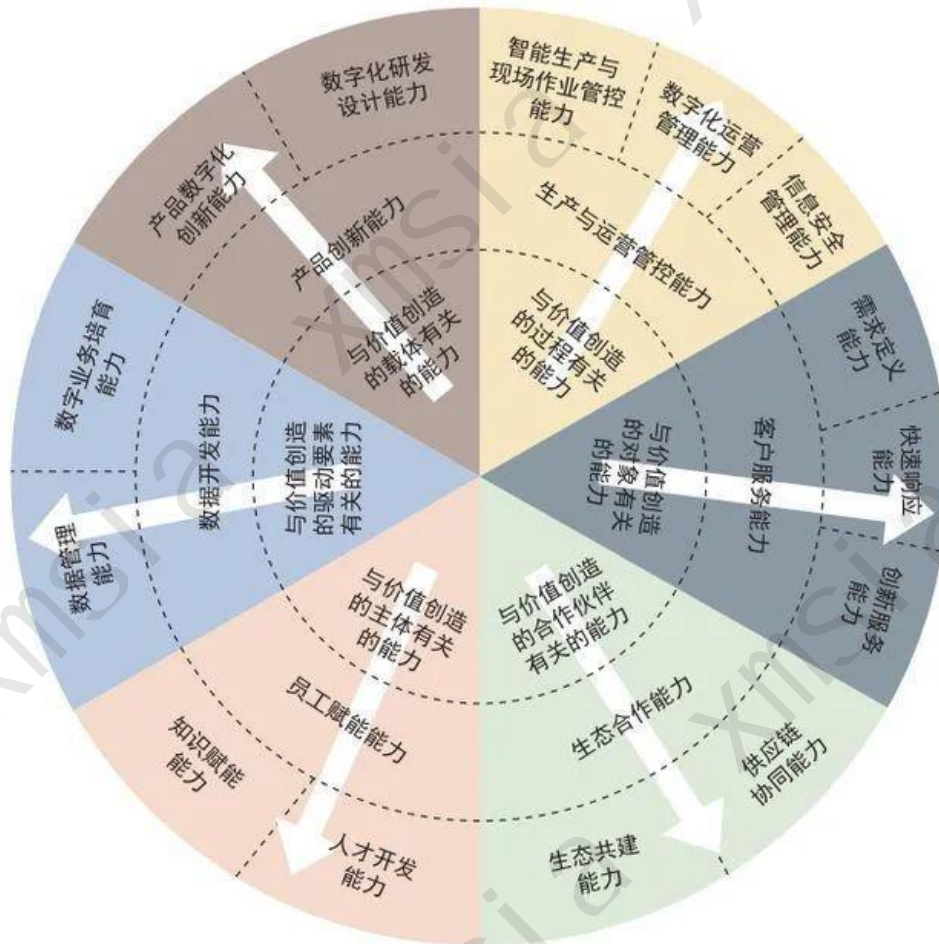 数字化研发
设计能力
产品数字化
创新能力
产品创新能力
与价值创造
的载体有关
的能力
智能生产与
现场作业管控
能力
数字化运营
管理能力
信息安全
管理能力
生产与运营管控能力
与价值创造
的过程有关
的能力
需求定义
能力
快速响应
能力
创新服务
能力
客户服务能力
与价值创造
的对象有关
的能力
供应链
协同能力
生态共建
能力
生态合作能力
与价值创造
的合作伙伴
有关的能力
人才开发
能力
知识赋能
能力
员工赋能能力
与价值创造
的主体有关
的能力
数据管理
能力
数字业务培育
能力
数据开发能力
与价值创造
的驱动要素
有关的能力
xmsia
xmsia
xmsia